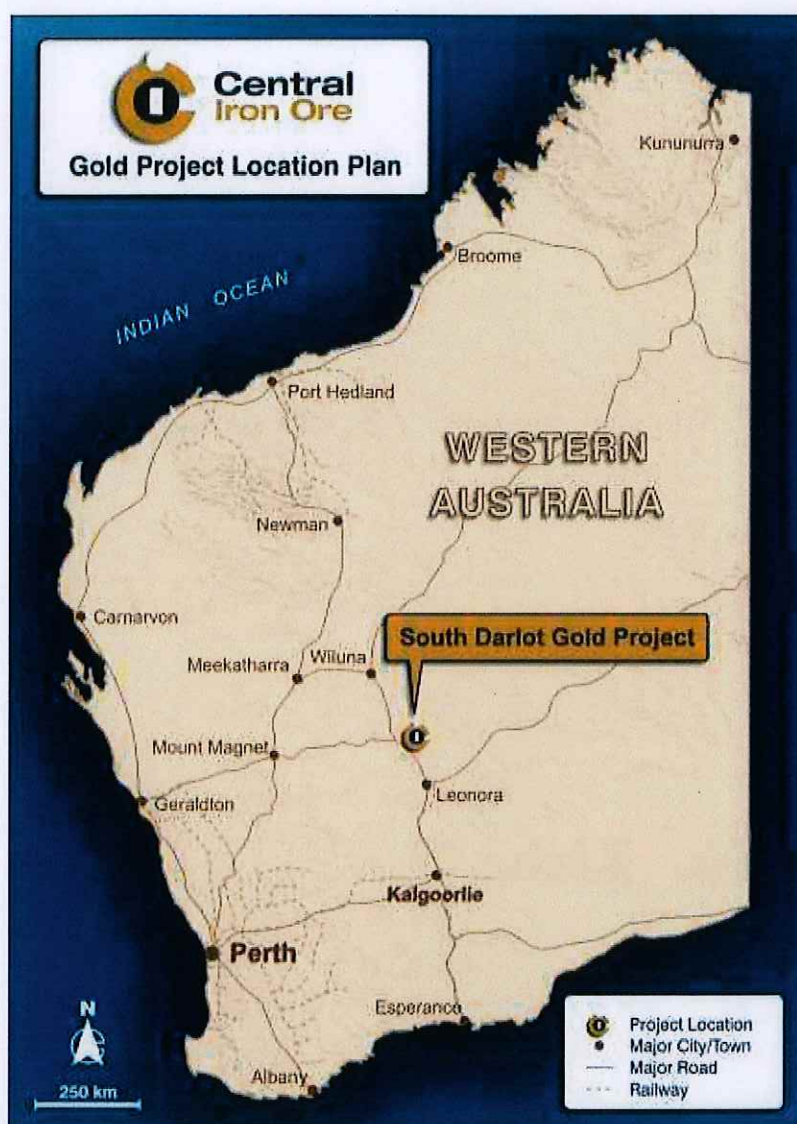 Central
Iron Ore
Gold Project Location Plan
Kununurra
Broome
INDIAN OCEAN
Port Hedland
WESTERN
AUSTRALIA
Newman
Carnarvon
South Darlot Gold Project
Meekatharra
Wiluna
Mount Magnet
Leonora
Geraldton
Kalgoorlie
Perth
Esperance
Albany
N
250 km
Project Location
Major City/Town
Major Road
Railway